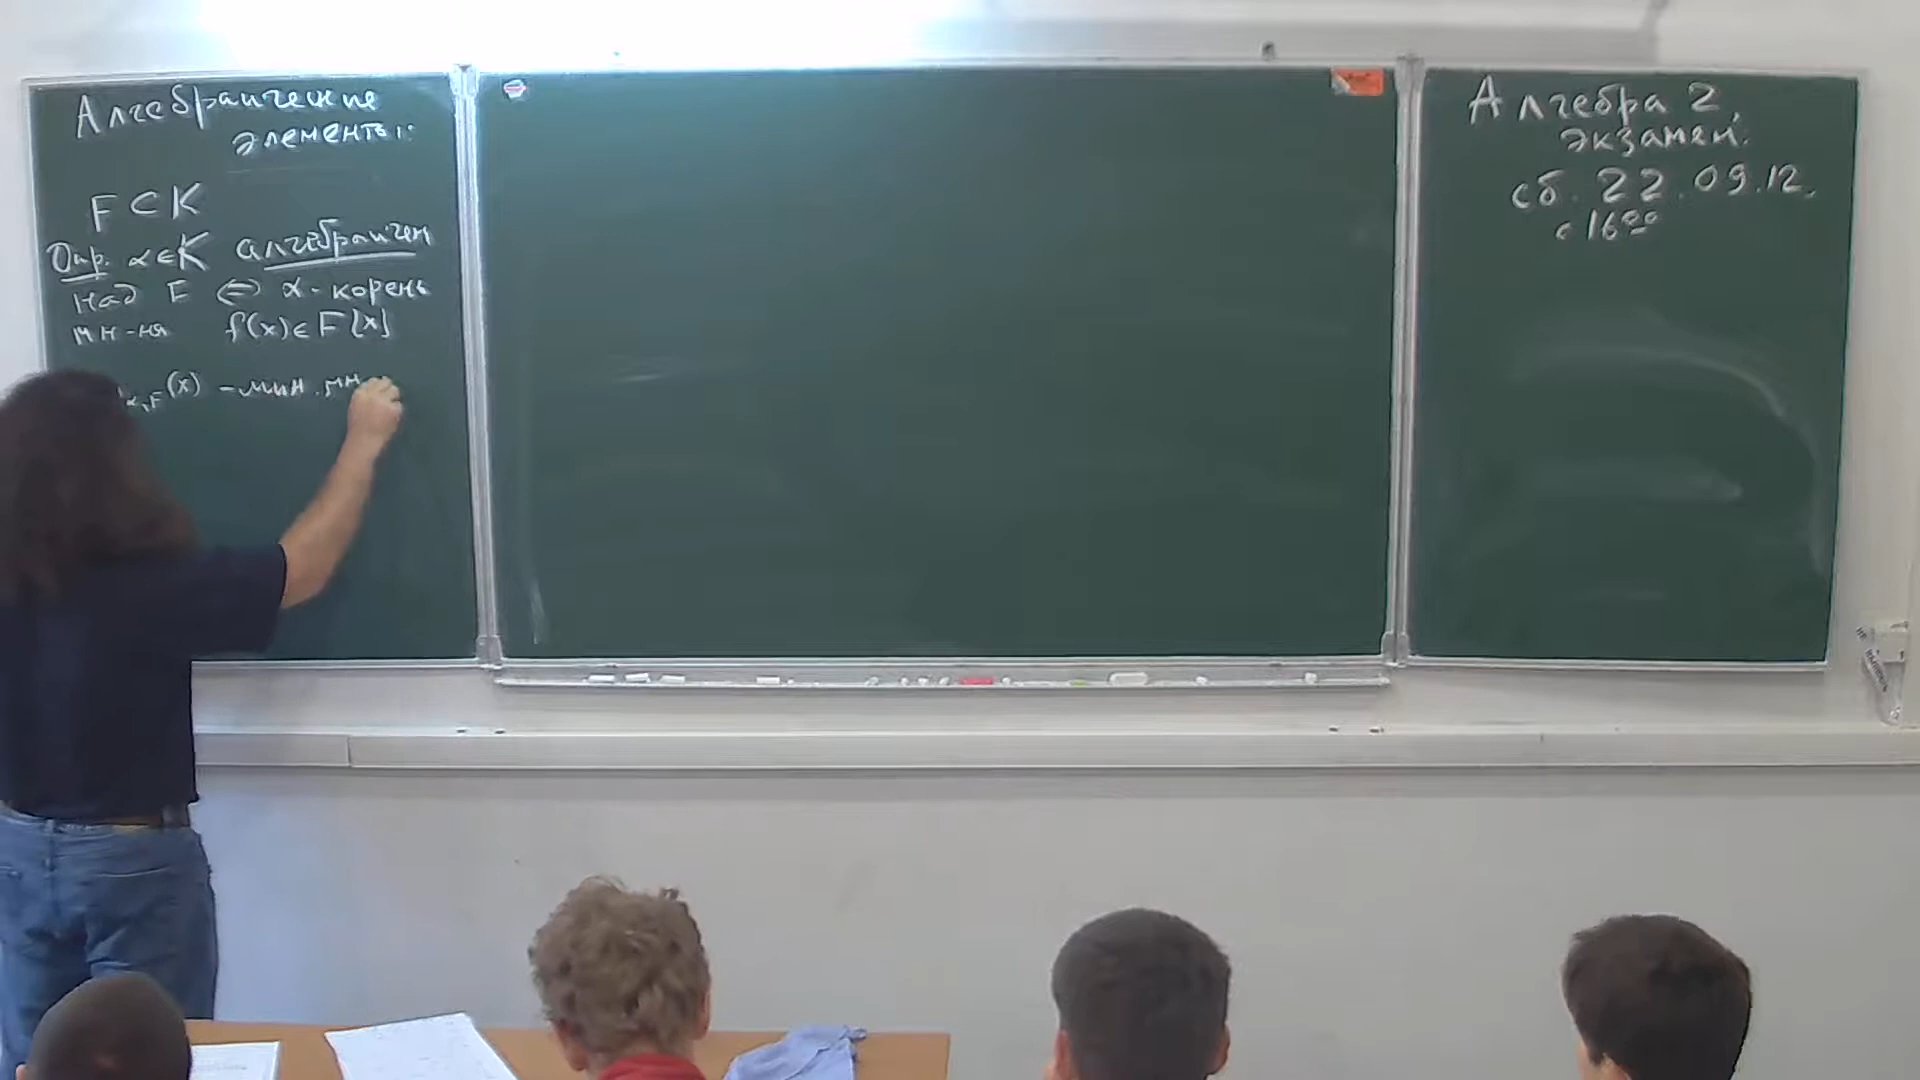 Алгебраические
элементы:
F ⊂ K
Опр. α ∈ K алгебраичен
над F ⇔ α - корень
мн-на f(x) ∈ F[x]
α,F (x) - мин. мн
Алгебра 2,
экзамен:
сб. 22.09.12,
с 16⁰⁰